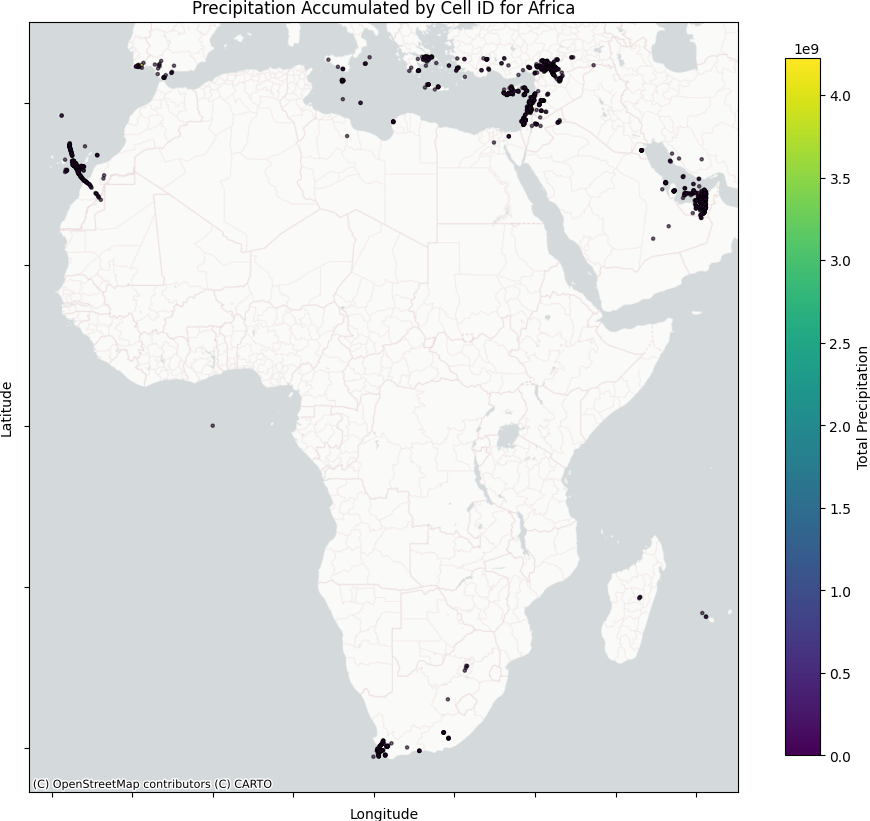 Precipitation Accumulated by Cell ID for Africa
1e9
4.0
3.5
3.0
2.5
2.0
1.5
1.0
0.5
0.0
Total Precipitation
Latitude
(C) OpenStreetMap contributors (C) CARTO
Longitude